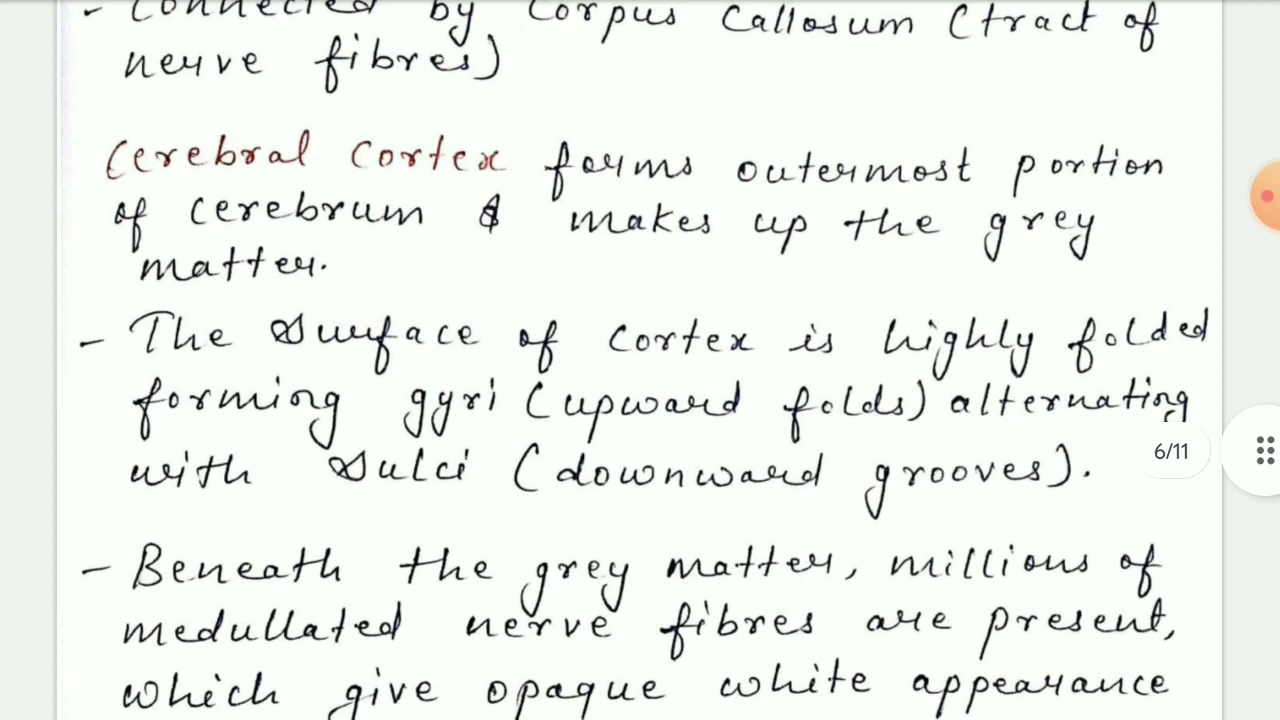 - Connected by Corpus Callosum (tract of
nerve fibres)
Cerebral Cortex forms outermost portion
of cerebrum & makes up the grey
matter.
- The surface of cortex is highly folded
forming gyri (upward folds) alternating
with sulci (downward grooves).
6/11
- Beneath the grey matter, millions of
medullated nerve fibres are present,
which give opaque white appearance